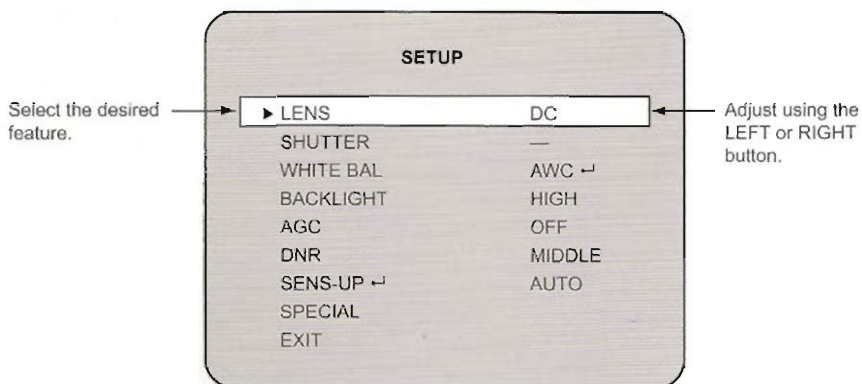 SETUP
Select the desired
feature.
► LENS DC
SHUTTER —
WHITE BAL AWC ↵
BACKLIGHT HIGH
AGC OFF
DNR MIDDLE
SENS-UP ↵ AUTO
SPECIAL
EXIT
Adjust using the
LEFT or RIGHT
button.